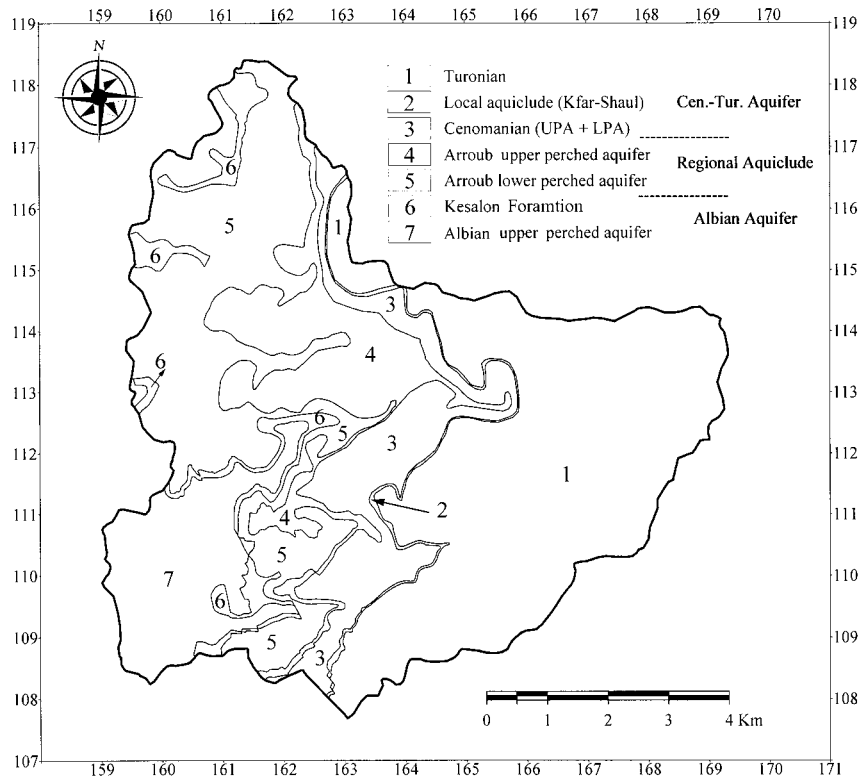 159 160 161 162 163 164 165 166 167 168 169 170
119 119
N
1 Turonian
2 Local aquiclude (Kfar-Shaul) Cen.-Tur. Aquifer
3 Cenomanian (UPA + LPA)
4 Arroub upper perched aquifer Regional Aquiclude
5 Arroub lower perched aquifer
6 Kesalon Foramtion Albian Aquifer
7 Albian upper perched aquifer
118 118
117 117
6
116 116
5 1
6
115 115
3
114 114
4
6
113 113
6
5 3
112 112
1
111 2 111
4
5
110 7 110
6
109 109
5
3
108 108
0 1 2 3 4 Km
107 107
159 160 161 162 163 164 165 166 167 168 169 170 171